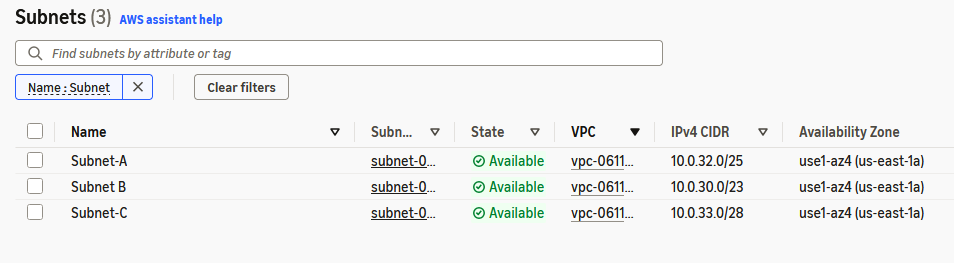 Subnets (3) AWS assistant help
Find subnets by attribute or tag
Name : Subnet Clear filters
Name Subn... State VPC IPv4 CIDR Availability Zone
Subnet-A subnet-0... Available vpc-0611... 10.0.32.0/25 use1-az4 (us-east-1a)
Subnet B subnet-0... Available vpc-0611... 10.0.30.0/23 use1-az4 (us-east-1a)
Subnet-C subnet-0... Available vpc-0611... 10.0.33.0/28 use1-az4 (us-east-1a)